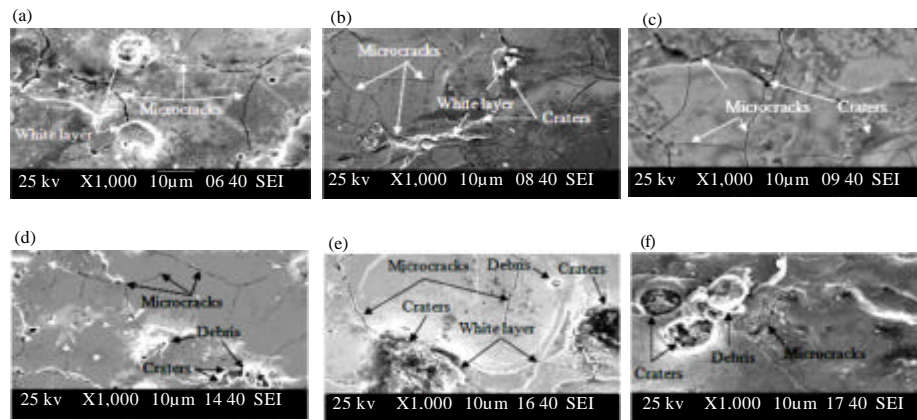 (a)
Microcracks
White layer
25 kv X1,000 10μm 06 40 SEI
(b)
Microcracks
White layer
Craters
25 kv X1,000 10μm 08 40 SEI
(c)
Microcracks
Craters
25 kv X1,000 10μm 09 40 SEI
(d)
Microcracks
Debris
Craters
25 kv X1,000 10μm 14 40 SEI
(e)
Microcracks
Debris
Craters
Craters
White layer
25 kv X1,000 10μm 16 40 SEI
(f)
Craters
Debris
Microcracks
25 kv X1,000 10μm 17 40 SEI